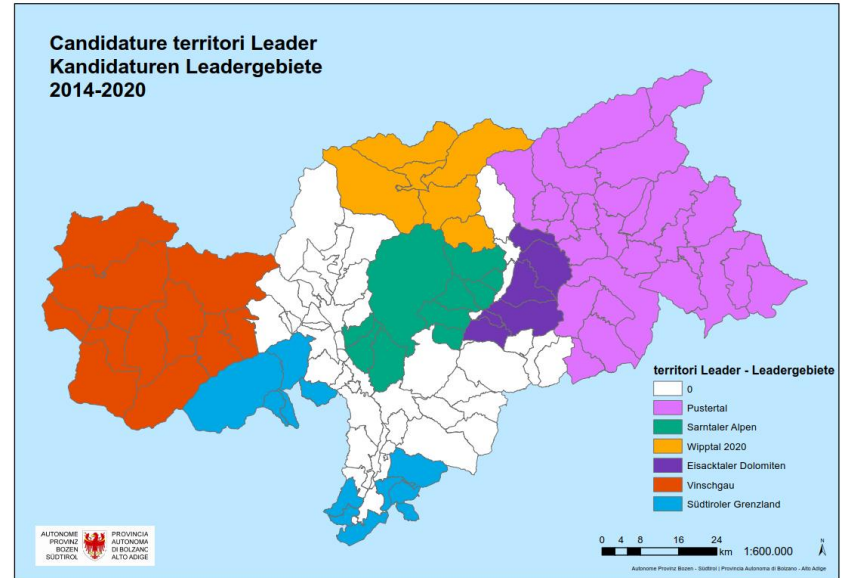 Candidature territori Leader
Kandidaturen Leadergebiete
2014-2020
territori Leader - Leadergebiete
0
Pustertal
Sarntaler Alpen
Wipptal 2020
Eisacktaler Dolomiten
Vinschgau
Südtiroler Grenzland
AUTONOME
PROVINZ
BOZEN
SÜDTIROL
PROVINCIA
AUTONOMA
DI BOLZANO
ALTO ADIGE
0 4 8 16 24
km
1:600.000
N
Autonome Provinz Bozen - Südtirol | Provincia Autonoma di Bolzano - Alto Adige